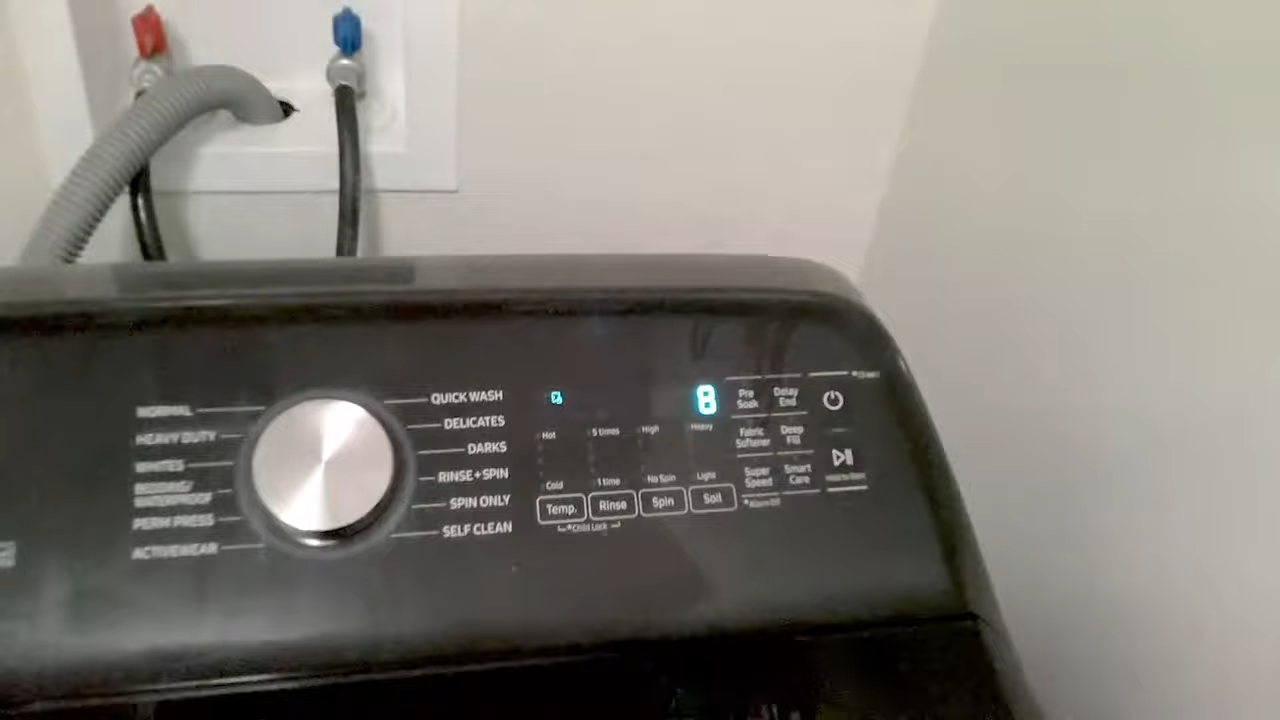 NORMAL
HEAVY DUTY
WHITES
BEDDING/
WATERPROOF
PERM PRESS
ACTIVEWEAR
QUICK WASH
DELICATES
DARKS
RINSE+SPIN
SPIN ONLY
SELF CLEAN
8
Hot 5 times High Heavy
Cold 1 time No Spin Light
Temp. Rinse Spin Soil
*Child Lock
Pre Soak
Delay End
Fabric Softener
Deep Fill
Super Speed
Smart Care